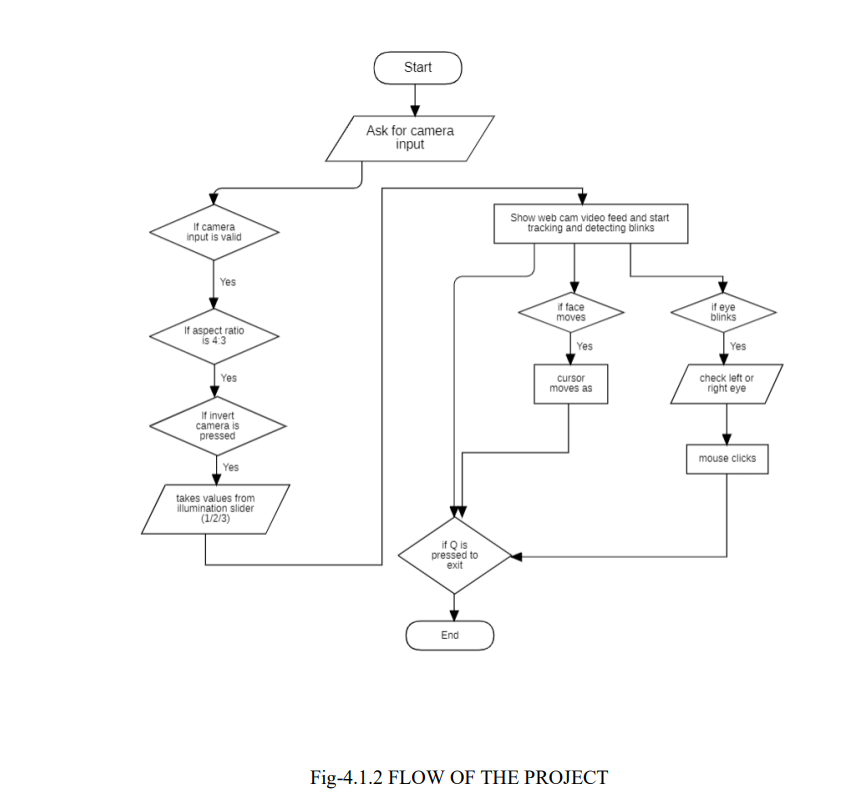 Start
Ask for camera
input
If camera
input is valid
Yes
If aspect ratio
is 4:3
Yes
If invert
camera is
pressed
Yes
takes values from
illumination slider
(1/2/3)
Show web cam video feed and start
tracking and detecting blinks
if face
moves
Yes
cursor
moves as
if eye
blinks
Yes
check left or
right eye
mouse clicks
if Q is
pressed to
exit
End
Fig-4.1.2 FLOW OF THE PROJECT